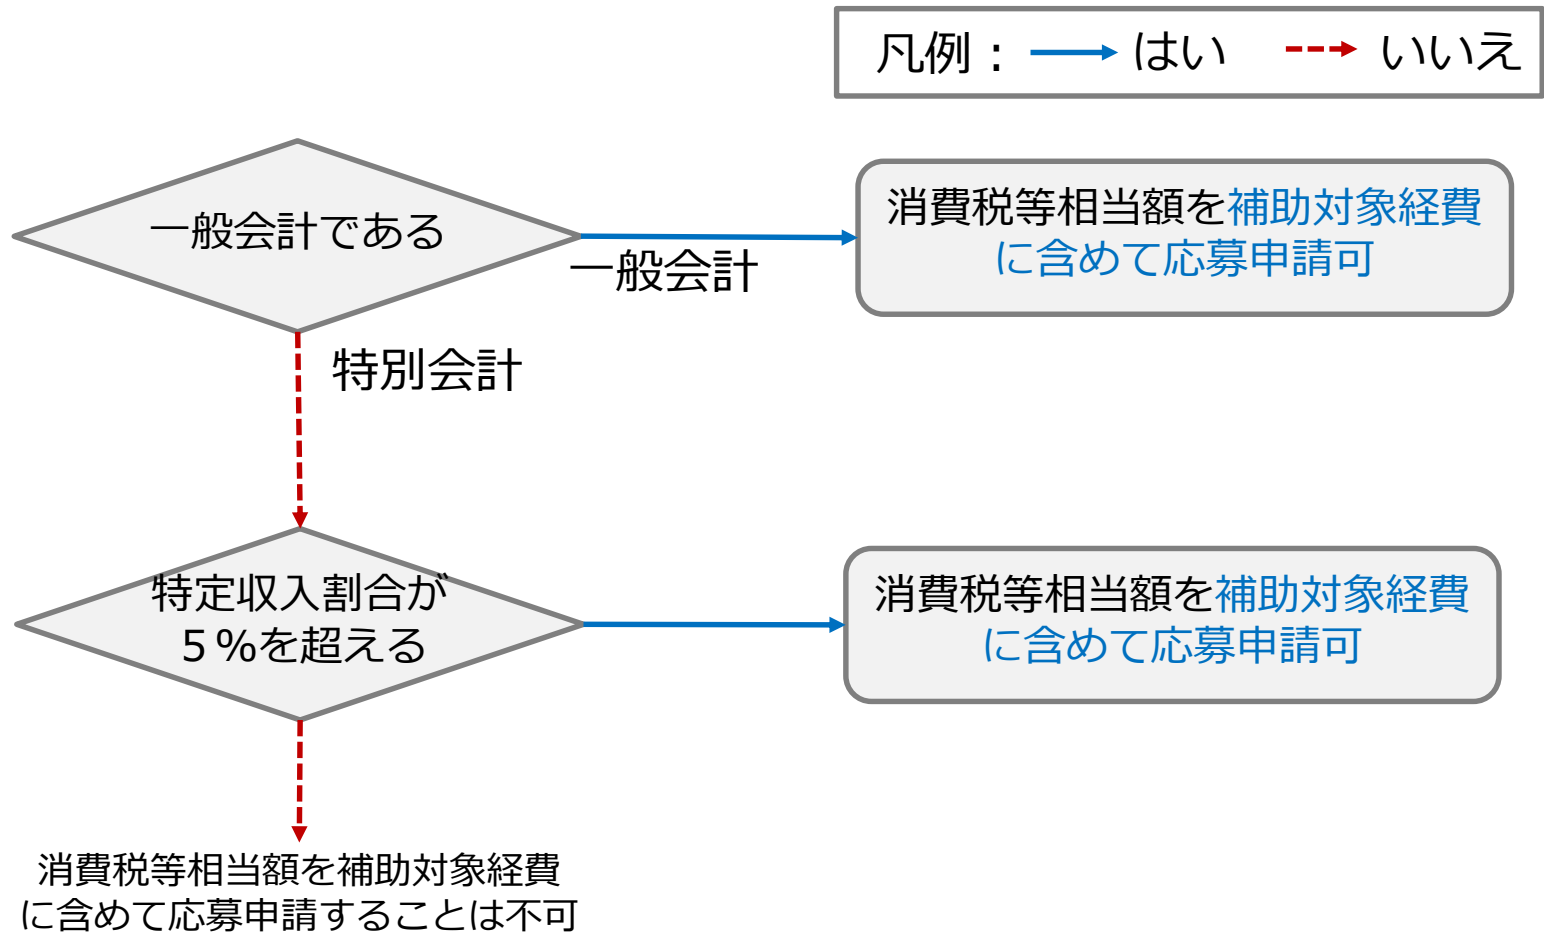 凡例： はい いいえ
一般会計である
一般会計
消費税等相当額を補助対象経費
に含めて応募申請可
特別会計
特定収入割合が
５％を超える
消費税等相当額を補助対象経費
に含めて応募申請可
消費税等相当額を補助対象経費
に含めて応募申請することは不可